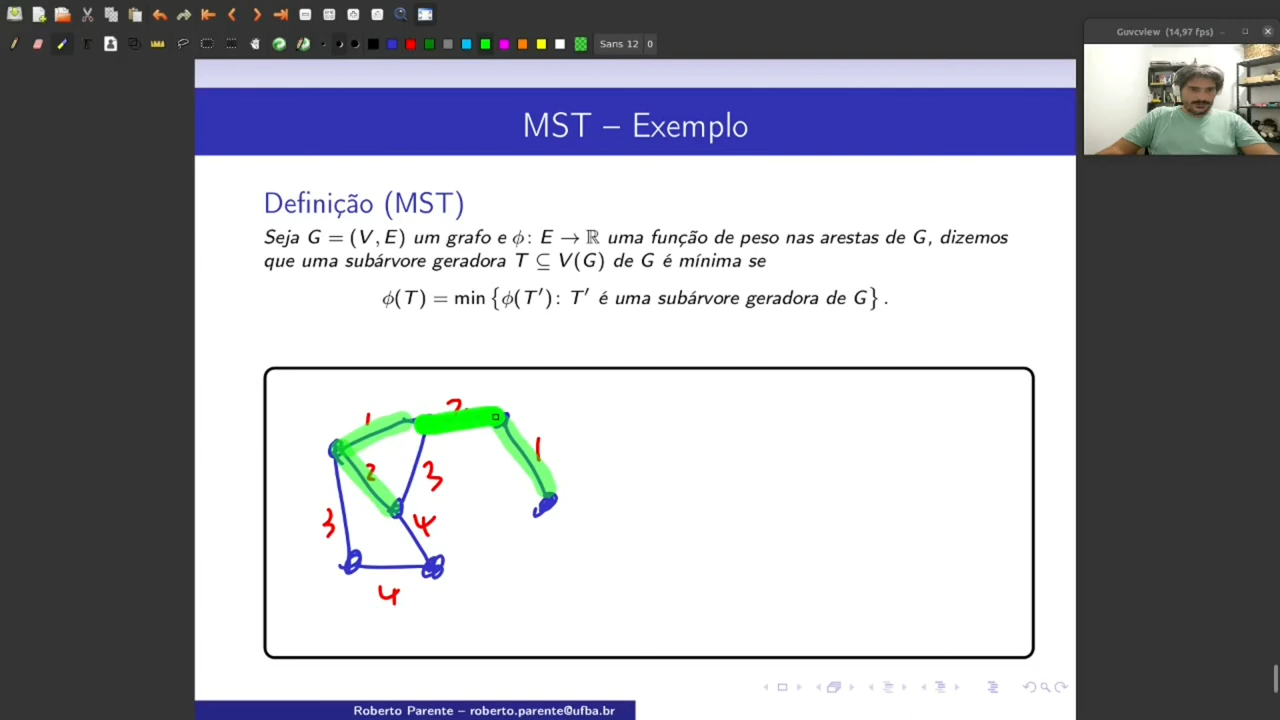 Sans 12 0
Guvcview (14,97 fps)
MST – Exemplo
Definição (MST)
Seja G = (V, E) um grafo e ϕ: E → ℝ uma função de peso nas arestas de G, dizemos
que uma subárvore geradora T ⊆ V(G) de G é mínima se
ϕ(T) = min {ϕ(T′): T′ é uma subárvore geradora de G} .
1
2
1
2
3
3
4
4
Roberto Parente – roberto.parente@ufba.br